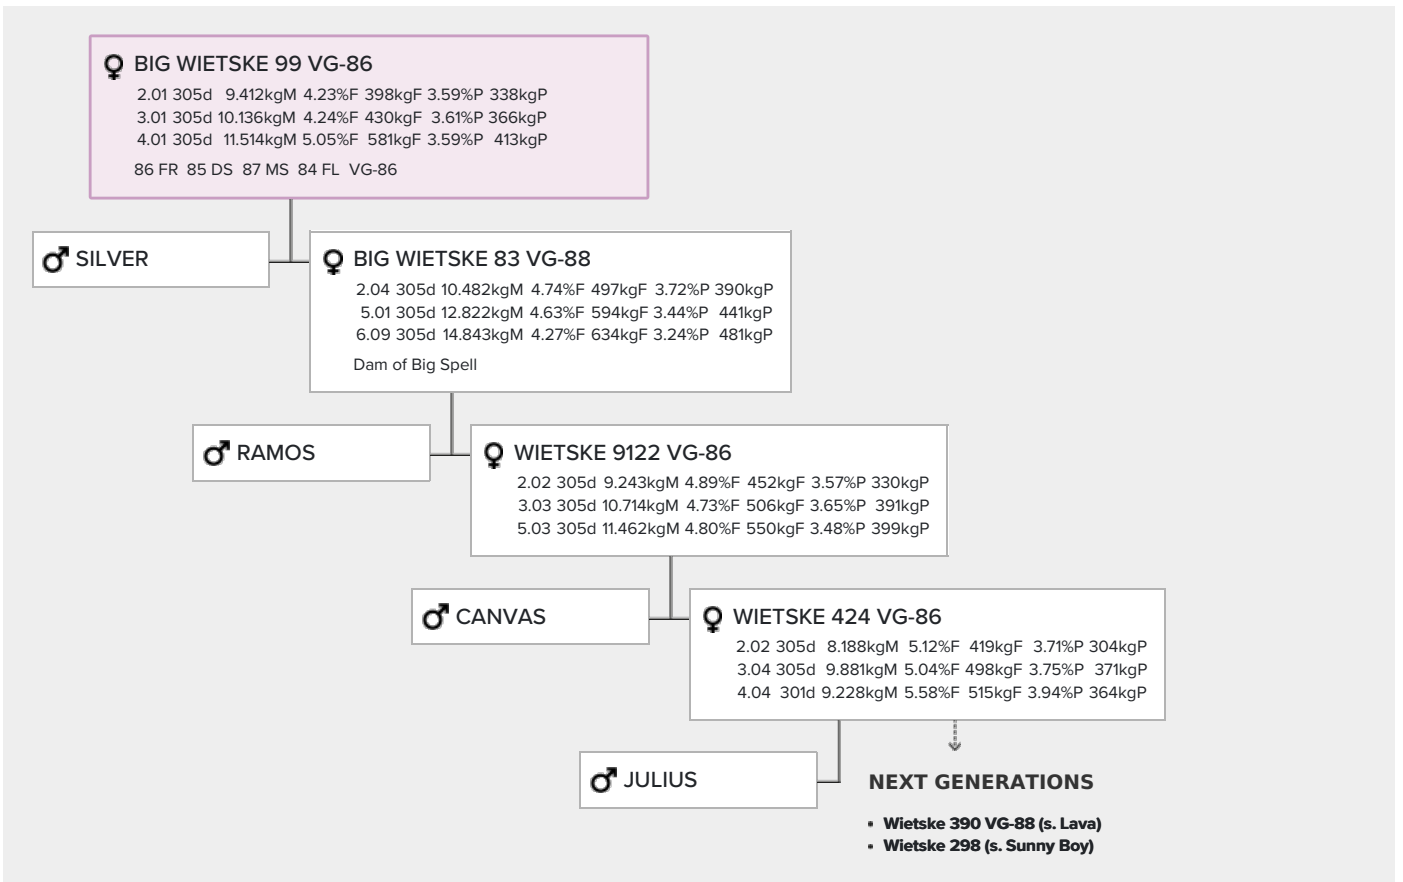 BIG WIETSKE 99 VG-86
2.01 305d 9.412kgM 4.23%F 398kgF 3.59%P 338kgP
3.01 305d 10.136kgM 4.24%F 430kgF 3.61%P 366kgP
4.01 305d 11.514kgM 5.05%F 581kgF 3.59%P 413kgP
86 FR 85 DS 87 MS 84 FL VG-86
SILVER
BIG WIETSKE 83 VG-88
2.04 305d 10.482kgM 4.74%F 497kgF 3.72%P 390kgP
5.01 305d 12.822kgM 4.63%F 594kgF 3.44%P 441kgP
6.09 305d 14.843kgM 4.27%F 634kgF 3.24%P 481kgP
Dam of Big Spell
RAMOS
WIETSKE 9122 VG-86
2.02 305d 9.243kgM 4.89%F 452kgF 3.57%P 330kgP
3.03 305d 10.714kgM 4.73%F 506kgF 3.65%P 391kgP
5.03 305d 11.462kgM 4.80%F 550kgF 3.48%P 399kgP
CANVAS
WIETSKE 424 VG-86
2.02 305d 8.188kgM 5.12%F 419kgF 3.71%P 304kgP
3.04 305d 9.881kgM 5.04%F 498kgF 3.75%P 371kgP
4.04 301d 9.228kgM 5.58%F 515kgF 3.94%P 364kgP
JULIUS
NEXT GENERATIONS
• Wietske 390 VG-88 (s. Lava)
• Wietske 298 (s. Sunny Boy)